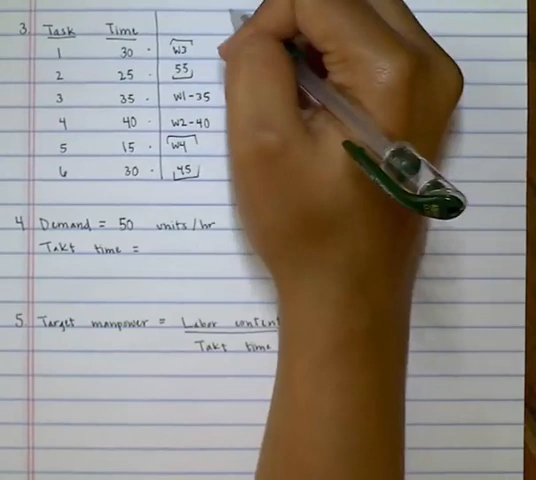 3. Task Time
1 30 · W3
2 25 · 55
3 35 · W1-35
4 40 · W2-40
5 15 · W4
6 30 · 45
4 Demand = 50 units/hr
Takt time =
5. Target manpower = Labor content
Takt time